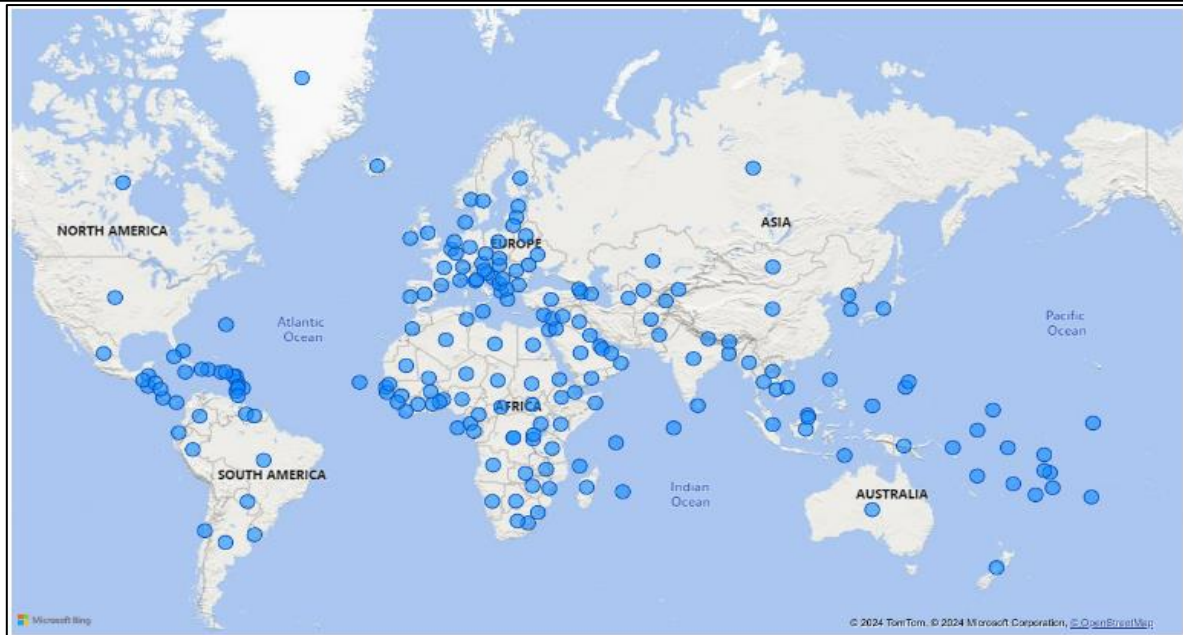 NORTH AMERICA
EUROPE
ASIA
Atlantic
Ocean
Pacific
Ocean
AFRICA
SOUTH AMERICA
Indian
Ocean
AUSTRALIA
Microsoft Bing
© 2024 TomTom, © 2024 Microsoft Corporation, © OpenStreetMap